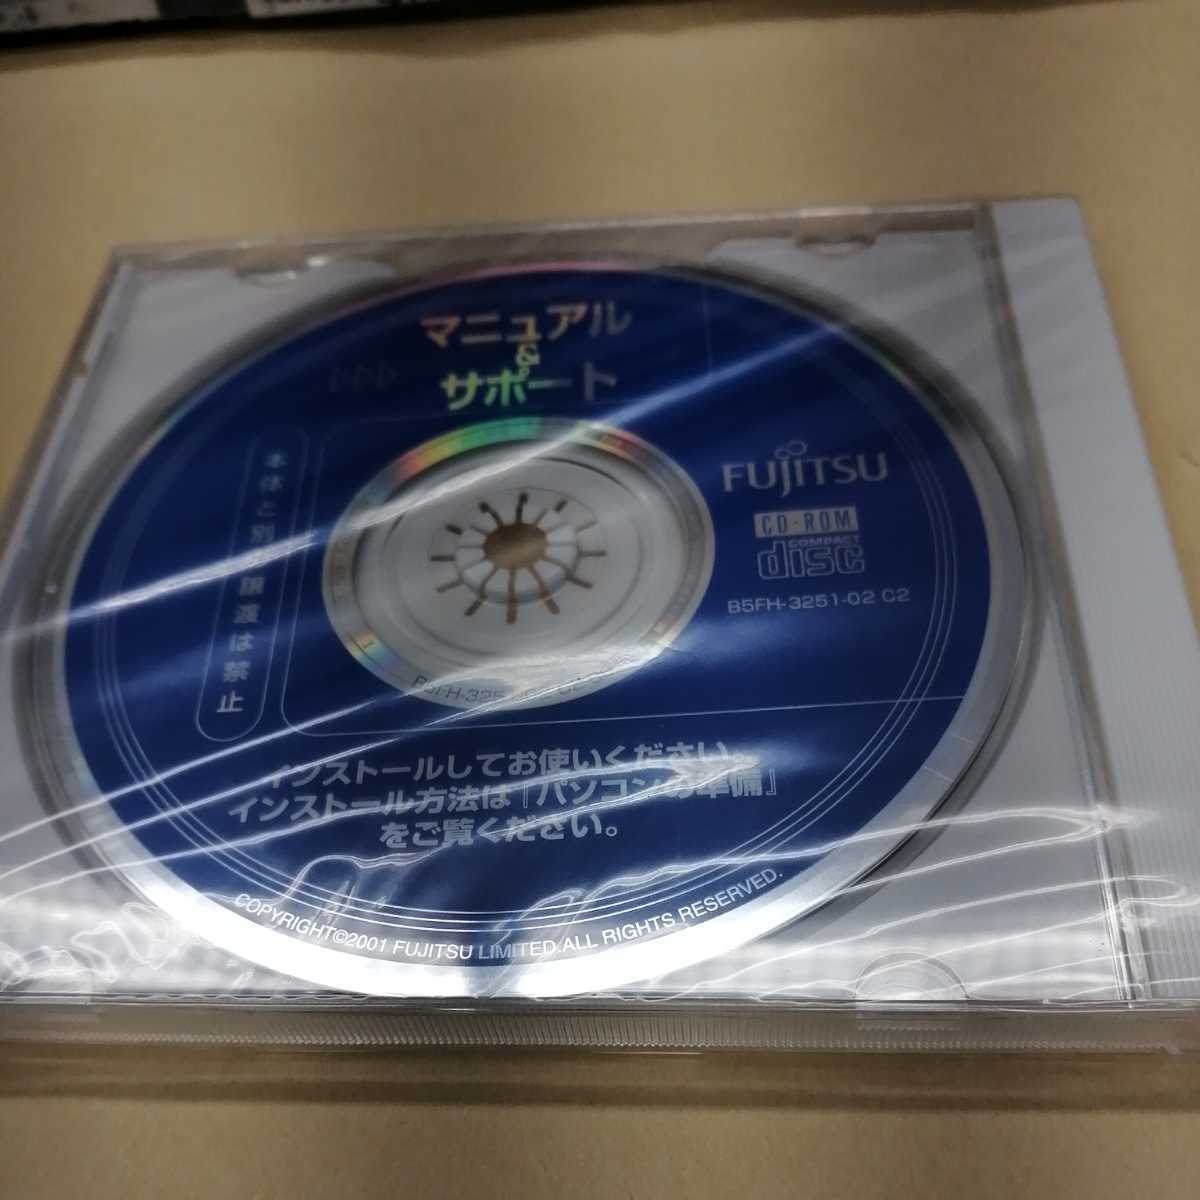 マニュアル
&
サポート
FUJITSU
CD-ROM
COMPACT
disc
B5FH-3251-02 C2
本体と別 譲渡は禁止
B5FH-325
インストールしてお使いください。
インストール方法は『パソコンの準備』
をご覧ください。
COPYRIGHT©2001 FUJITSU LIMITED.ALL RIGHTS RESERVED.